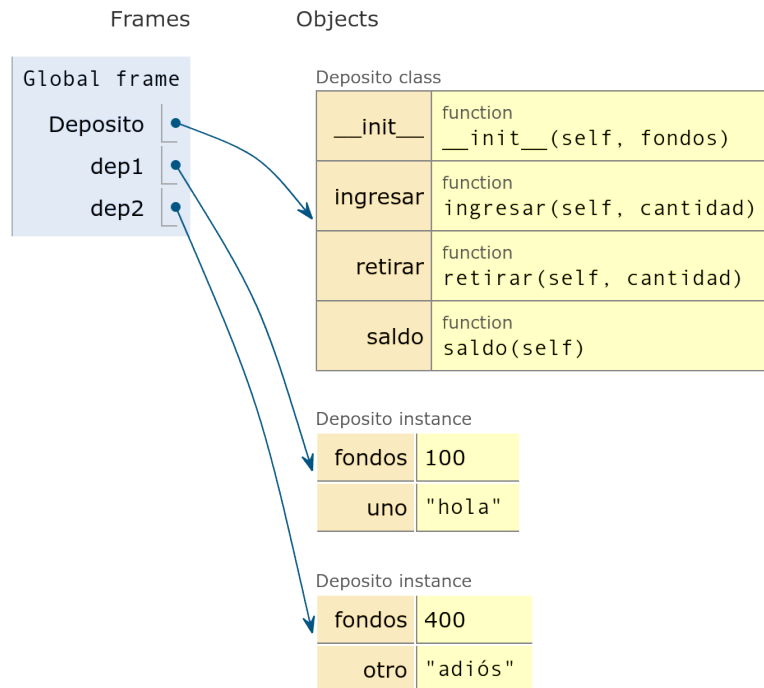 Frames Objects
Global frame
Deposito
dep1
dep2
Deposito class
__init__ function
__init__(self, fondos)
ingresar function
ingresar(self, cantidad)
retirar function
retirar(self, cantidad)
saldo function
saldo(self)
Deposito instance
fondos 100
uno "hola"
Deposito instance
fondos 400
otro "adiós"